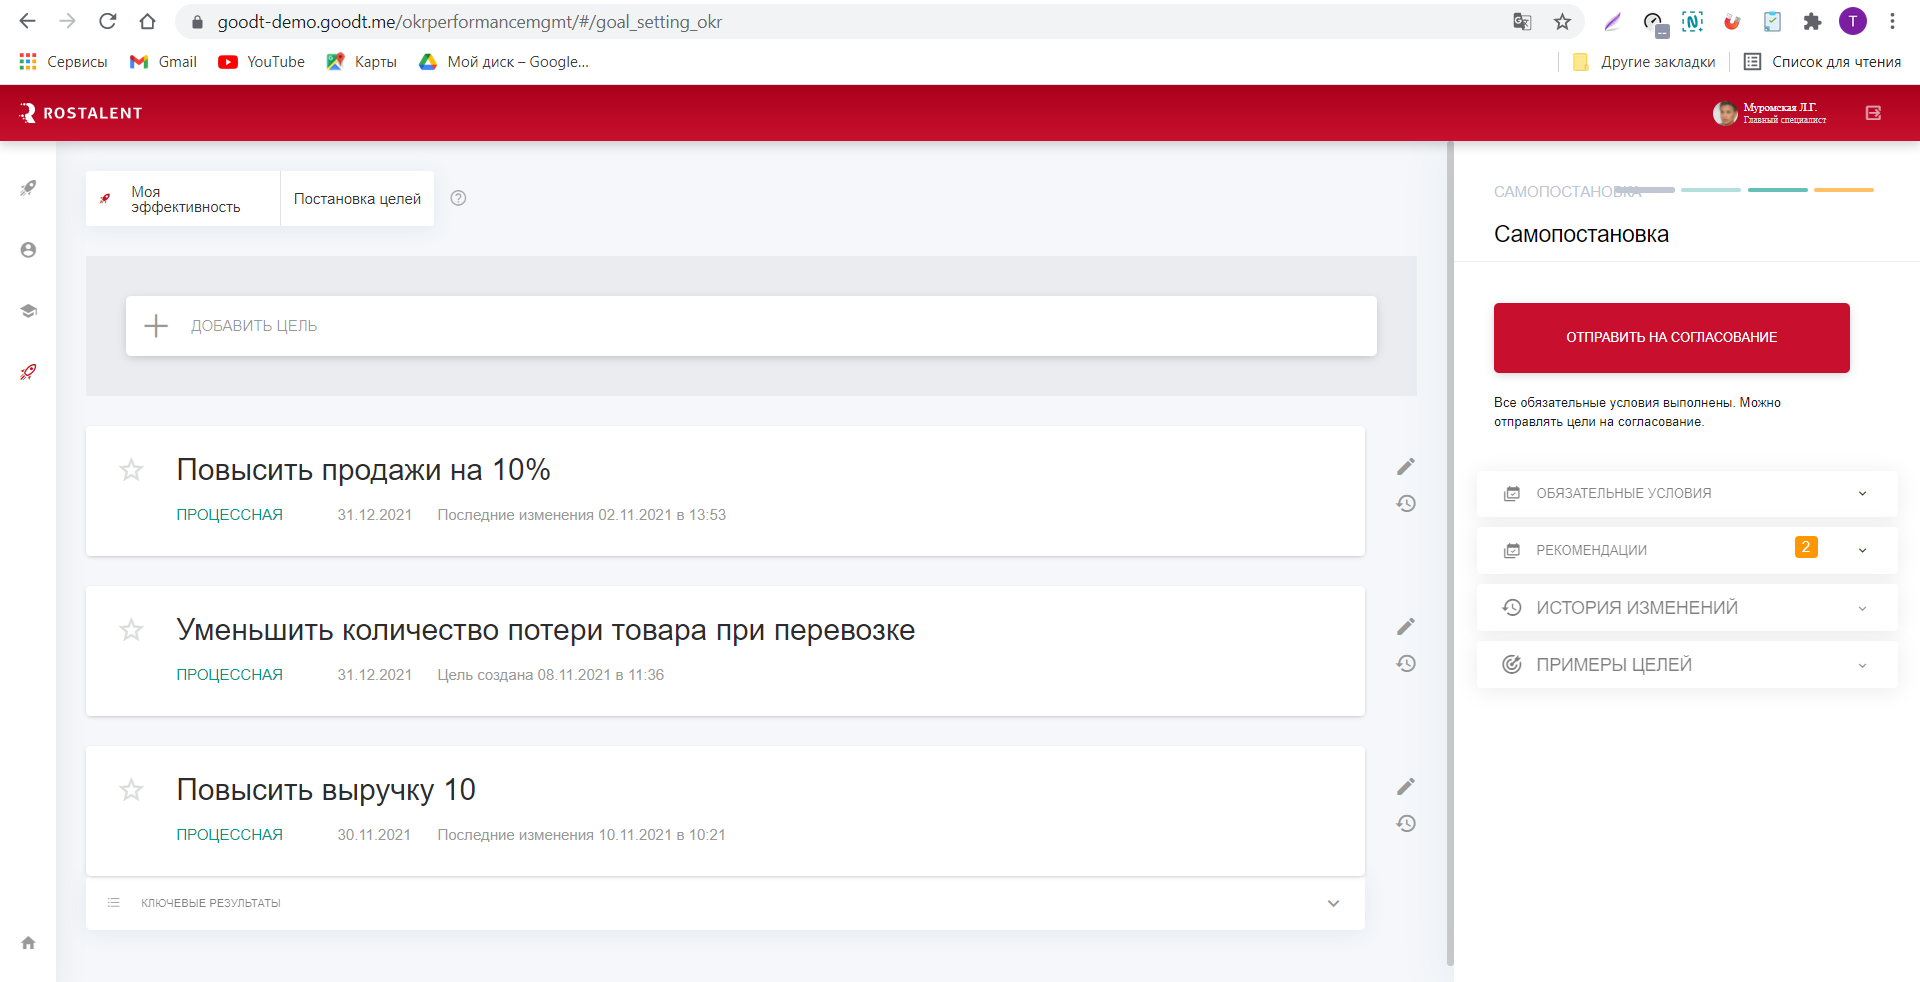 goodt-demo.goodt.me/okrperformancemgmt/#/goal_setting_okr
T
Сервисы
Gmail
YouTube
Карты
Мой диск – Google...
Другие закладки
Список для чтения
ROSTALENT
Муромская Л.Г.
Главный специалист
Моя
эффективность
Постановка целей
?
ДОБАВИТЬ ЦЕЛЬ
Повысить продажи на 10%
ПРОЦЕССНАЯ 31.12.2021 Последние изменения 02.11.2021 в 13:53
Уменьшить количество потери товара при перевозке
ПРОЦЕССНАЯ 31.12.2021 Цель создана 08.11.2021 в 11:36
Повысить выручку 10
ПРОЦЕССНАЯ 30.11.2021 Последние изменения 10.11.2021 в 10:21
КЛЮЧЕВЫЕ РЕЗУЛЬТАТЫ
САМОПОСТАНОВКА
Самопостановка
ОТПРАВИТЬ НА СОГЛАСОВАНИЕ
Все обязательные условия выполнены. Можно
отправлять цели на согласование.
ОБЯЗАТЕЛЬНЫЕ УСЛОВИЯ
РЕКОМЕНДАЦИИ 2
ИСТОРИЯ ИЗМЕНЕНИЙ
ПРИМЕРЫ ЦЕЛЕЙ